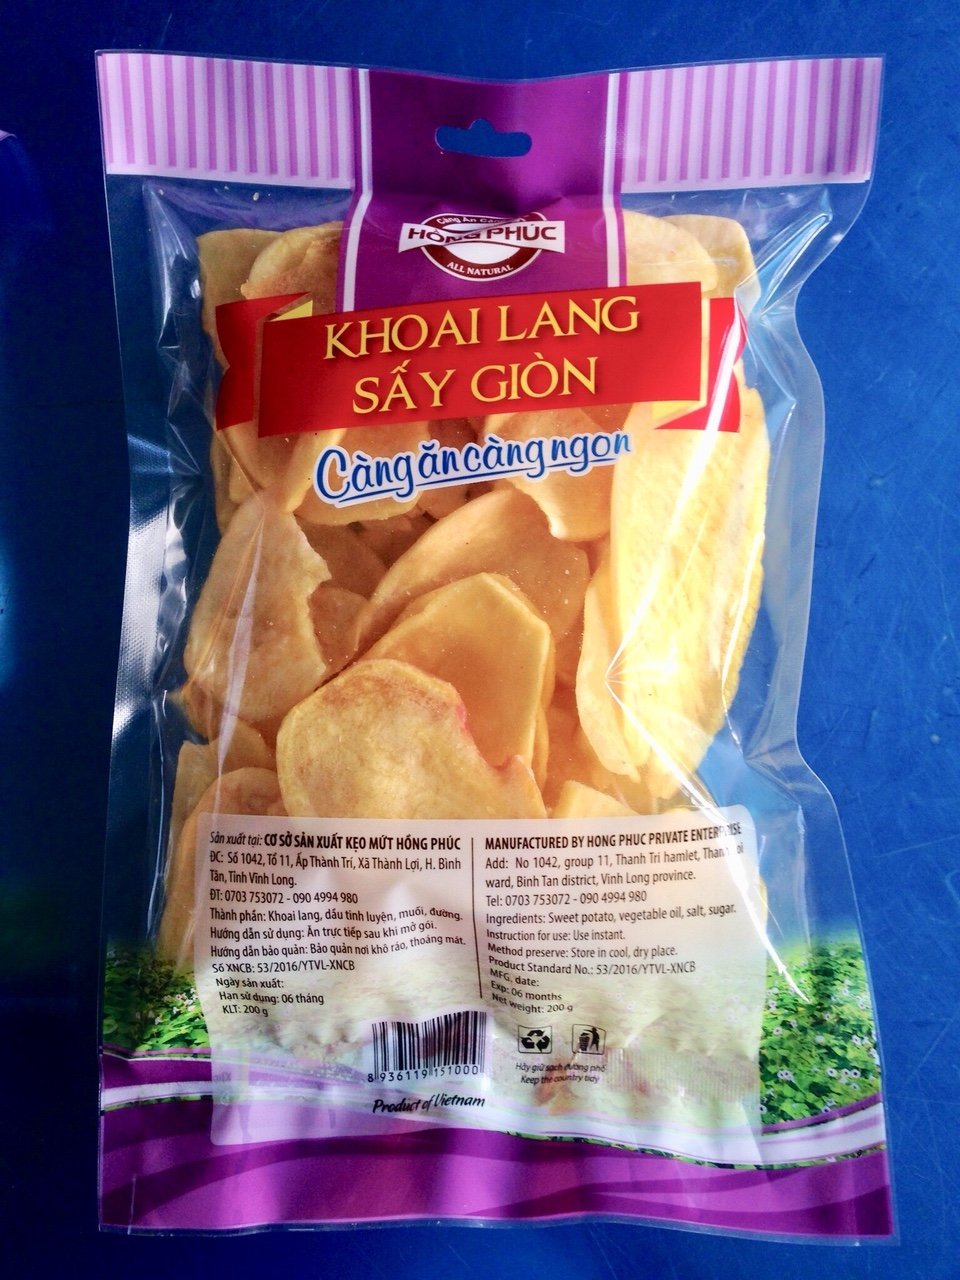 Càng Ăn Càng
HỒNG PHÚC
ALL NATURAL
KHOAI LANG
SẤY GIÒN
Càng ăn càng ngon
Sản xuất tại: CƠ SỞ SẢN XUẤT KẸO MỨT HỒNG PHÚC
ĐC: Số 1042, Tổ 11, Ấp Thành Trí, Xã Thành Lợi, H. Bình
Tân, Tỉnh Vĩnh Long.
ĐT: 0703 753072 - 090 4994 980
Thành phần: Khoai lang, dầu tinh luyện, muối, đường.
Hướng dẫn sử dụng: Ăn trực tiếp sau khi mở gói.
Hướng dẫn bảo quản: Bảo quản nơi khô ráo, thoáng mát.
Số XNCB: 53/2016/YTVL-XNCB
Ngày sản xuất:
Hạn sử dụng: 06 tháng
KLT: 200 g
MANUFACTURED BY HONG PHUC PRIVATE ENTERPRISE
Add: No 1042, group 11, Thanh Tri hamlet,
ward, Binh Tan district, Vinh Long province.
Tel: 0703 753072 - 090 4994 980
Ingredients: Sweet potato, vegetable oil, salt, sugar.
Instruction for use: Use instant.
Method preserve: Store in cool, dry place.
Product Standard No.: 53/2016/YTVL-XNCB
MFG. date:
Exp: 06 months
Net weight: 200 g
8 936119 151000
Product of Vietnam
Hãy giữ sạch đường phố
Keep the country tidy